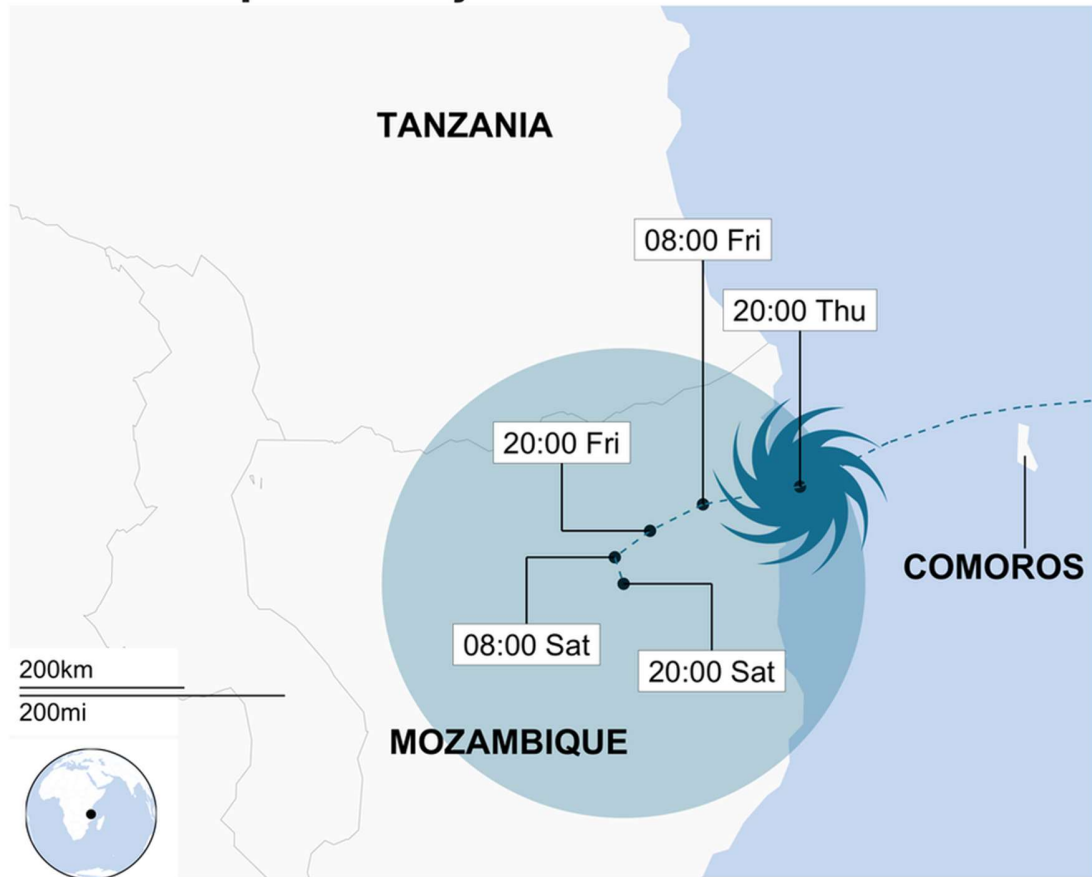 TANZANIA
08:00 Fri
20:00 Thu
20:00 Fri
COMOROS
08:00 Sat
20:00 Sat
200km
200mi
MOZAMBIQUE